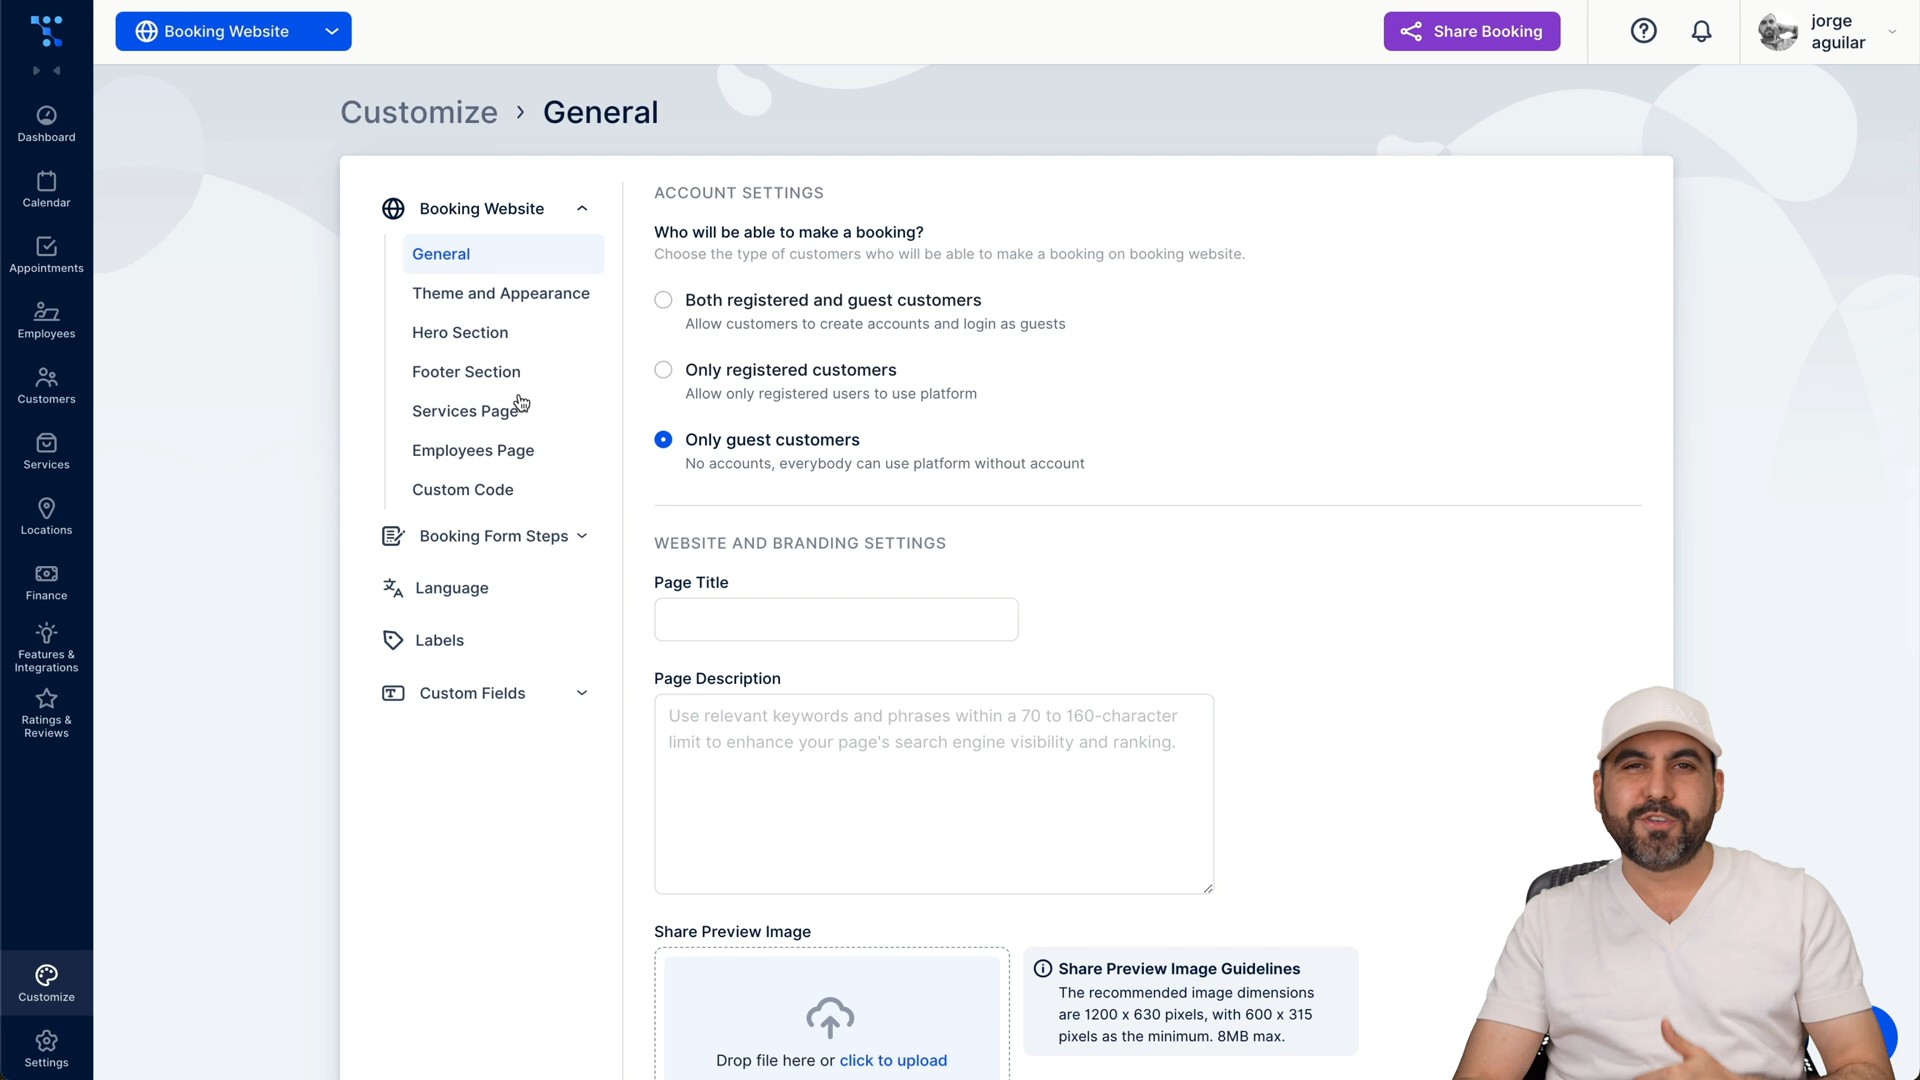 Booking Website
Share Booking
jorge
aguilar
Dashboard
Calendar
Appointments
Employees
Customers
Services
Locations
Finance
Features &
Integrations
Ratings &
Reviews
Customize
Settings
Customize > General
Booking Website
General
Theme and Appearance
Hero Section
Footer Section
Services Page
Employees Page
Custom Code
Booking Form Steps
Language
Labels
Custom Fields
ACCOUNT SETTINGS
Who will be able to make a booking?
Choose the type of customers who will be able to make a booking on booking website.
Both registered and guest customers
Allow customers to create accounts and login as guests
Only registered customers
Allow only registered users to use platform
Only guest customers
No accounts, everybody can use platform without account
WEBSITE AND BRANDING SETTINGS
Page Title
Page Description
Use relevant keywords and phrases within a 70 to 160-character
limit to enhance your page's search engine visibility and ranking.
Share Preview Image
Drop file here or click to upload
Share Preview Image Guidelines
The recommended image dimensions
are 1200 x 630 pixels, with 600 x 315
pixels as the minimum. 8MB max.